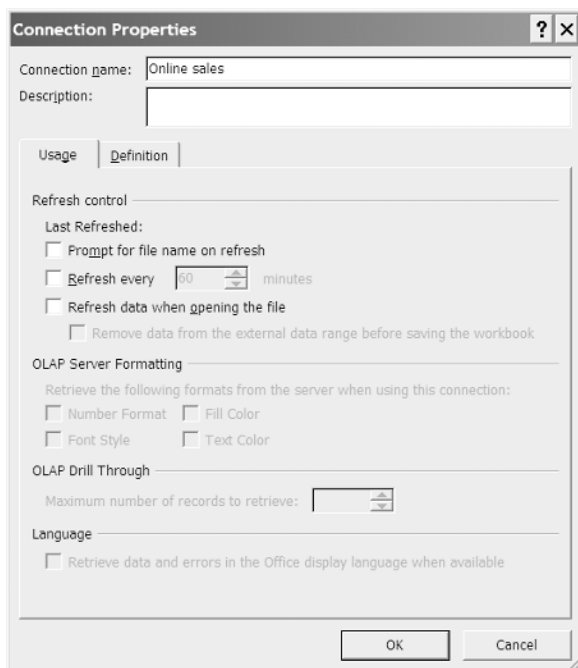 Connection Properties
Connection name: Online sales
Description:
Usage Definition
Refresh control
Last Refreshed:
Prompt for file name on refresh
Refresh every 60 minutes
Refresh data when opening the file
Remove data from the external data range before saving the workbook
OLAP Server Formatting
Retrieve the following formats from the server when using this connection:
Number Format Fill Color
Font Style Text Color
OLAP Drill Through
Maximum number of records to retrieve:
Language
Retrieve data and errors in the Office display language when available
OK Cancel